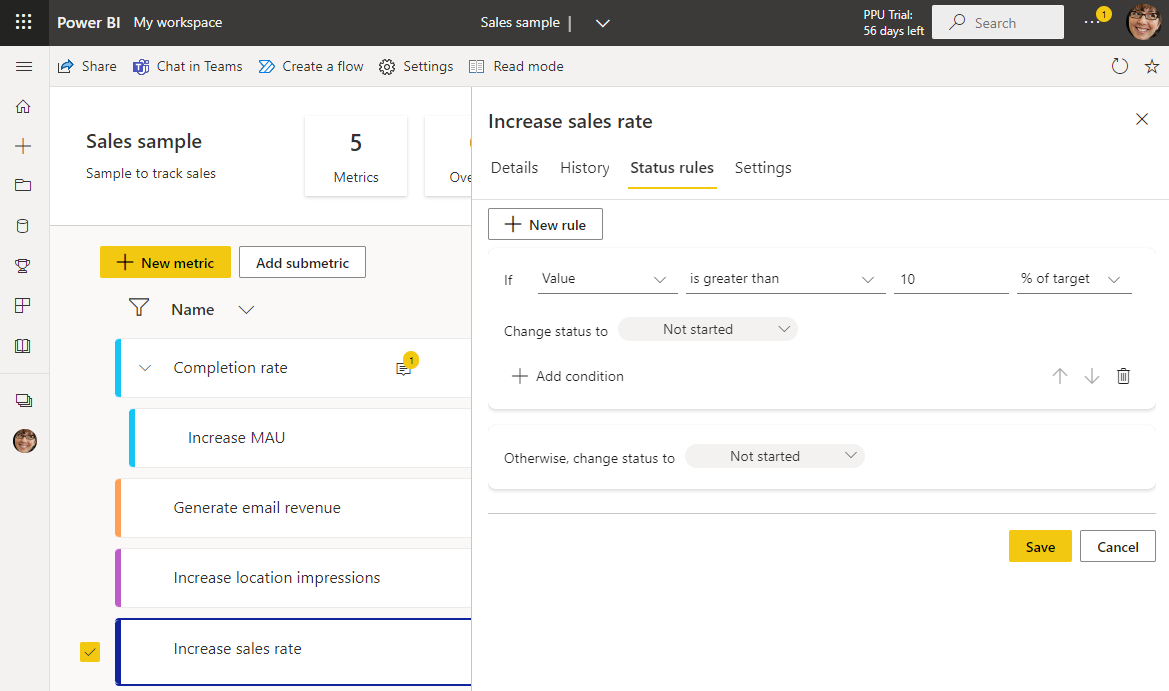 Power BI My workspace Sales sample | PPU Trial: Search ... 1
56 days left
Share Chat in Teams Create a flow Settings Read mode
Sales sample
Sample to track sales
5
Metrics
Ove
New metric Add submetric
Name
Completion rate 1
Increase MAU
Generate email revenue
Increase location impressions
Increase sales rate
Increase sales rate
Details History Status rules Settings
New rule
If Value is greater than 10 % of target
Change status to Not started
Add condition
Otherwise, change status to Not started
Save Cancel